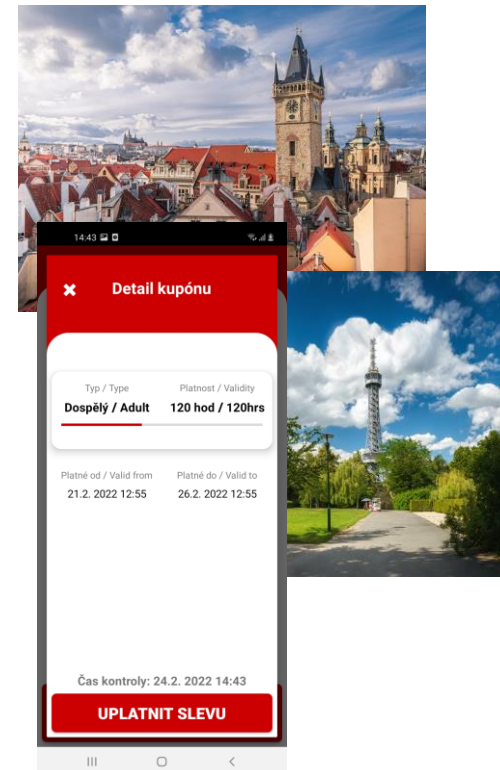 14:43
Detail kupónu
Typ / Type Platnost / Validity
Dospělý / Adult 120 hod / 120hrs
Platné od / Valid from Platné do / Valid to
21.2. 2022 12:55 26.2. 2022 12:55
Čas kontroly: 24.2. 2022 14:43
UPLATNIT SLEVU